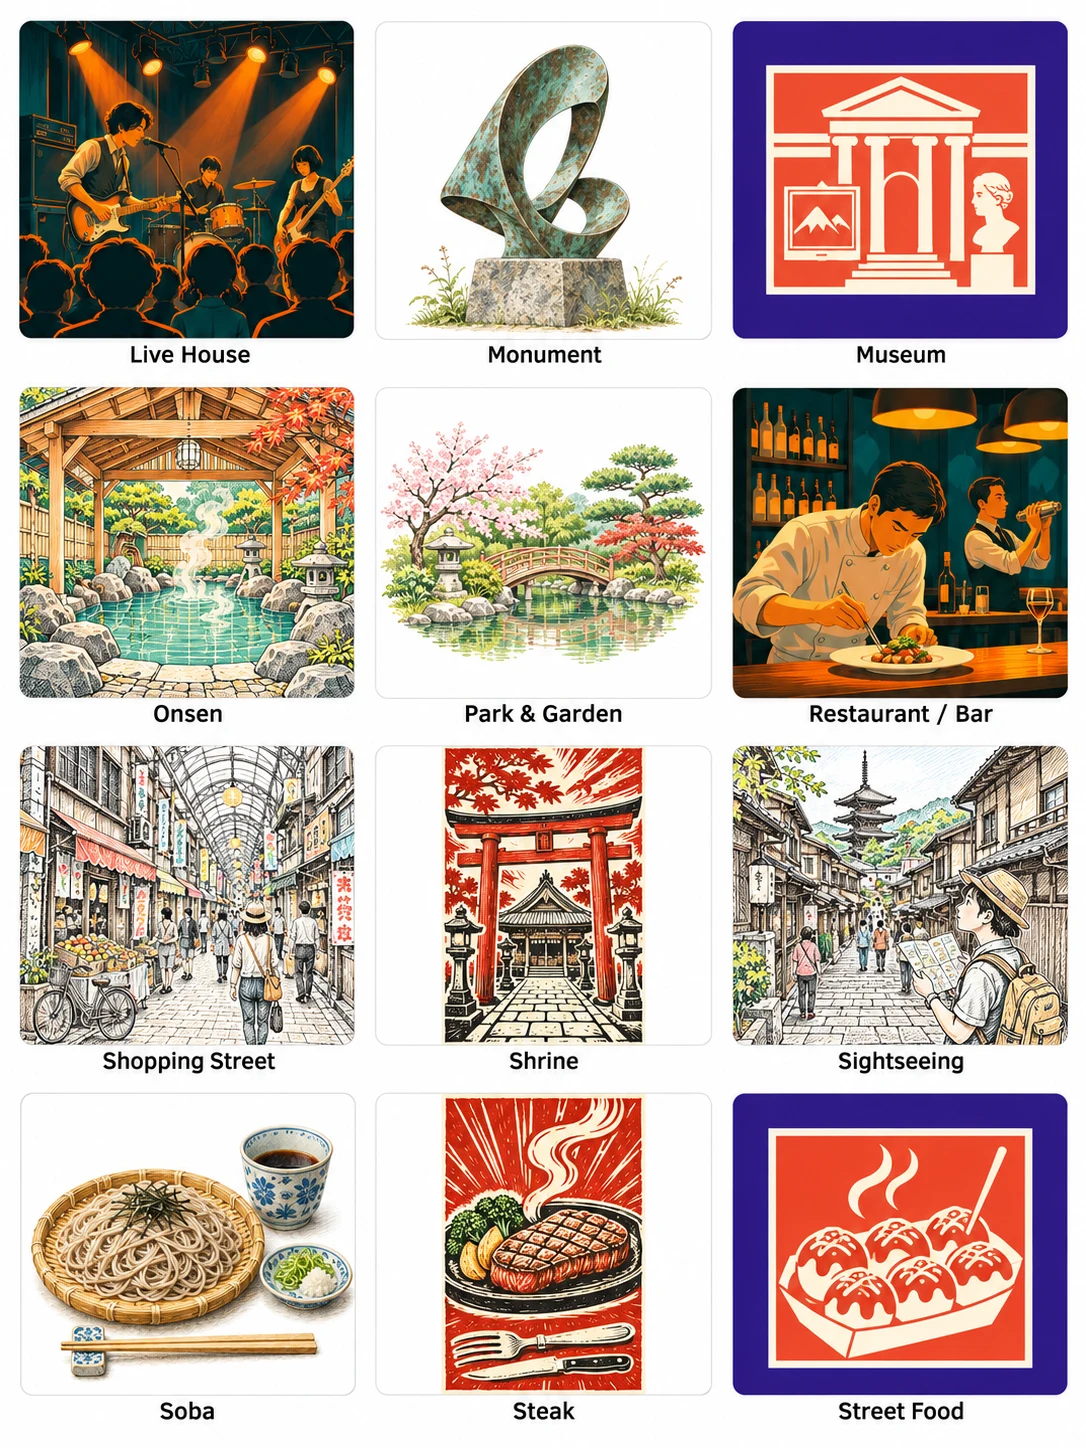 Live House
Monument
Museum
Onsen
Park & Garden
Restaurant / Bar
Shopping Street
Shrine
Sightseeing
Soba
Steak
Street Food